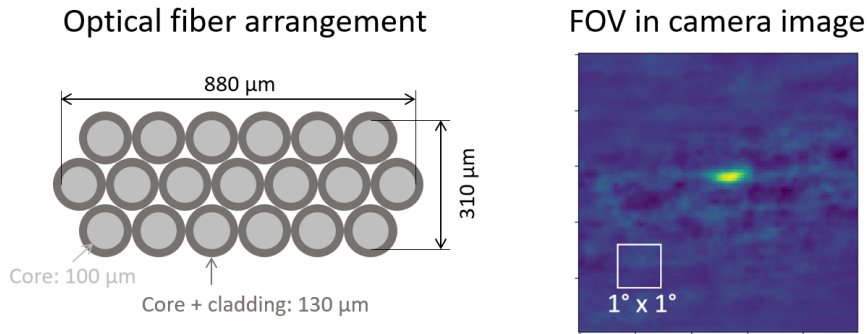 Optical fiber arrangement
FOV in camera image
880 µm
310 µm
Core: 100 µm
Core + cladding: 130 µm
1° x 1°